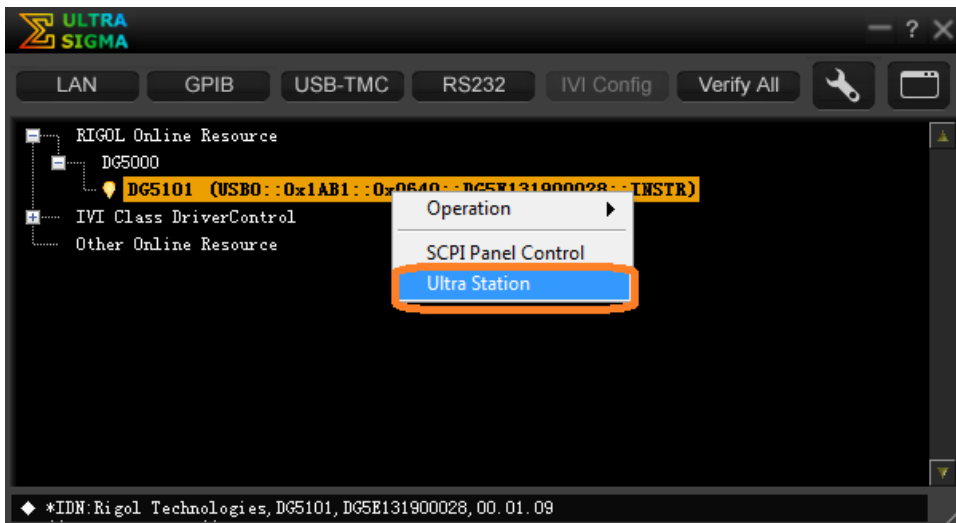 ULTRA
SIGMA
?
LAN GPIB USB-TMC RS232 IVI Config Verify All
RIGOL Online Resource
DG5000
DG5101 (USB0::0x1AB1::0x0640::DG5E131900028::INSTR)
Operation
IVI Class DriverControl
Other Online Resource
SCPI Panel Control
Ultra Station
*IDN:Rigol Technologies,DG5101,DG5E131900028,00.01.09